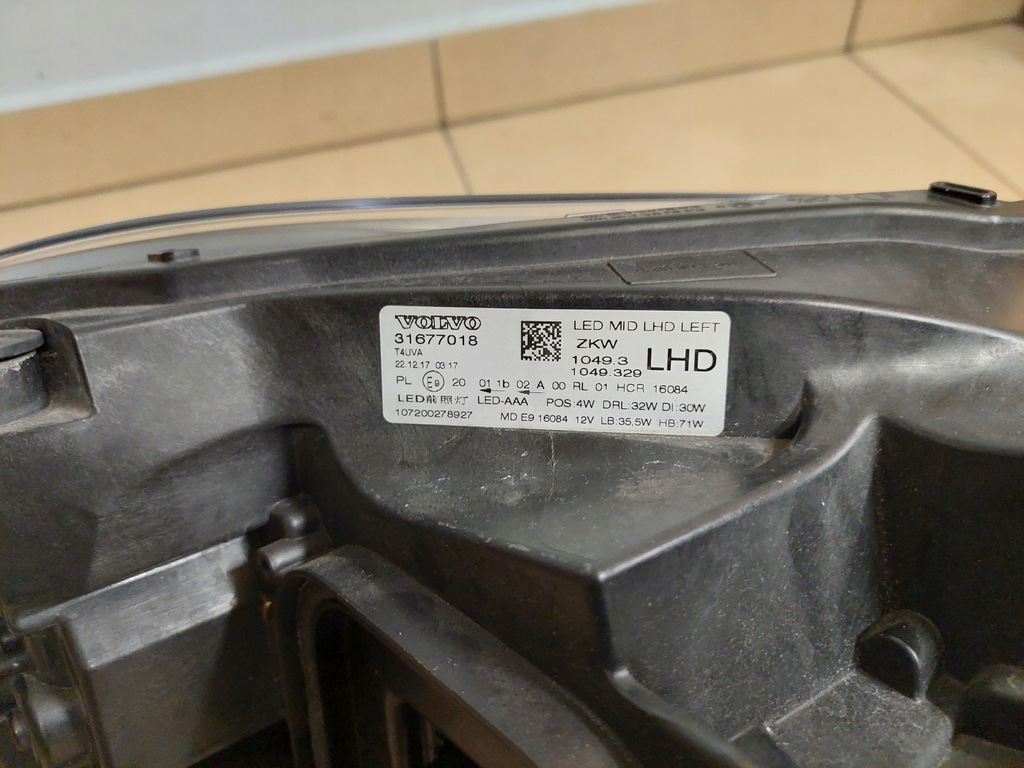 VOLVO
31677018
T4UVA
22.12.17 03:17
LED MID LHD LEFT
ZKW
1049.3
1049.329
LHD
PL E9 20 01 1b 02 A 00 RL 01 HCR 16084
LED前照灯 LED-AAA POS:4W DRL:32W DI:30W
107200278927 MD E9 16084 12V LB:35,5W HB:71W